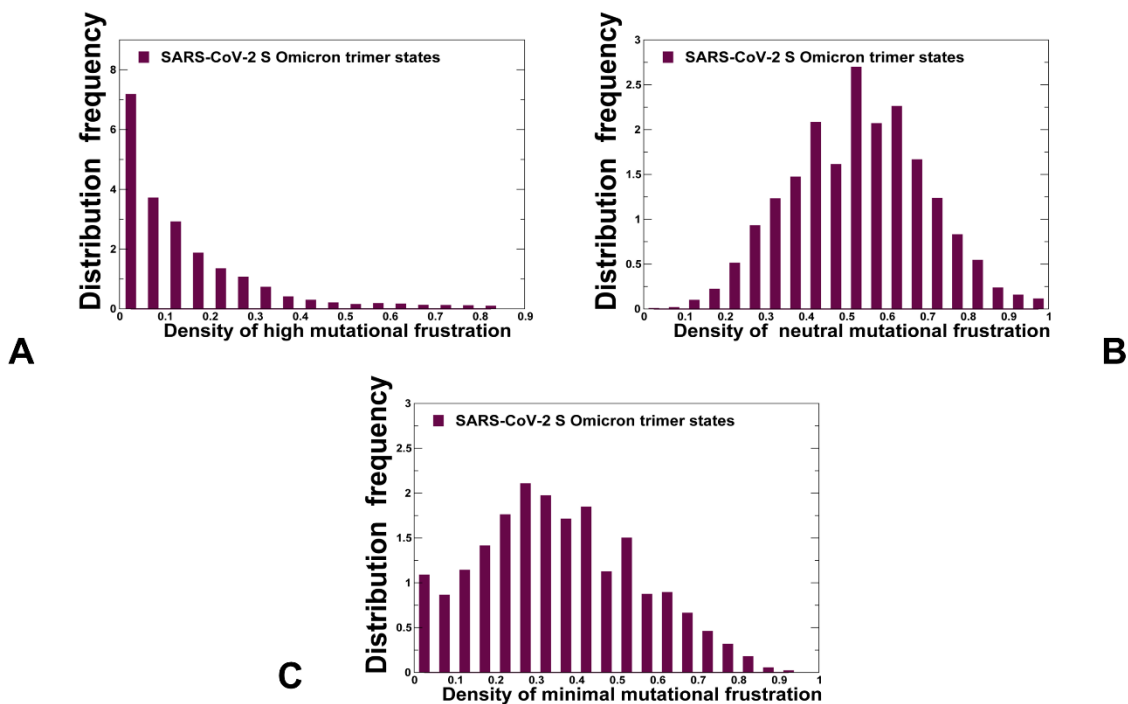 Distribution frequency
SARS-CoV-2 S Omicron trimer states
8
6
4
2
0
0 0.1 0.2 0.3 0.4 0.5 0.6 0.7 0.8 0.9
Density of high mutational frustration
A
Distribution frequency
SARS-CoV-2 S Omicron trimer states
3
2.5
2
1.5
1
0.5
0
0 0.1 0.2 0.3 0.4 0.5 0.6 0.7 0.8 0.9 1
Density of neutral mutational frustration
B
Distribution frequency
SARS-CoV-2 S Omicron trimer states
3
2.5
2
1.5
1
0.5
0
0 0.1 0.2 0.3 0.4 0.5 0.6 0.7 0.8 0.9 1
Density of minimal mutational frustration
C